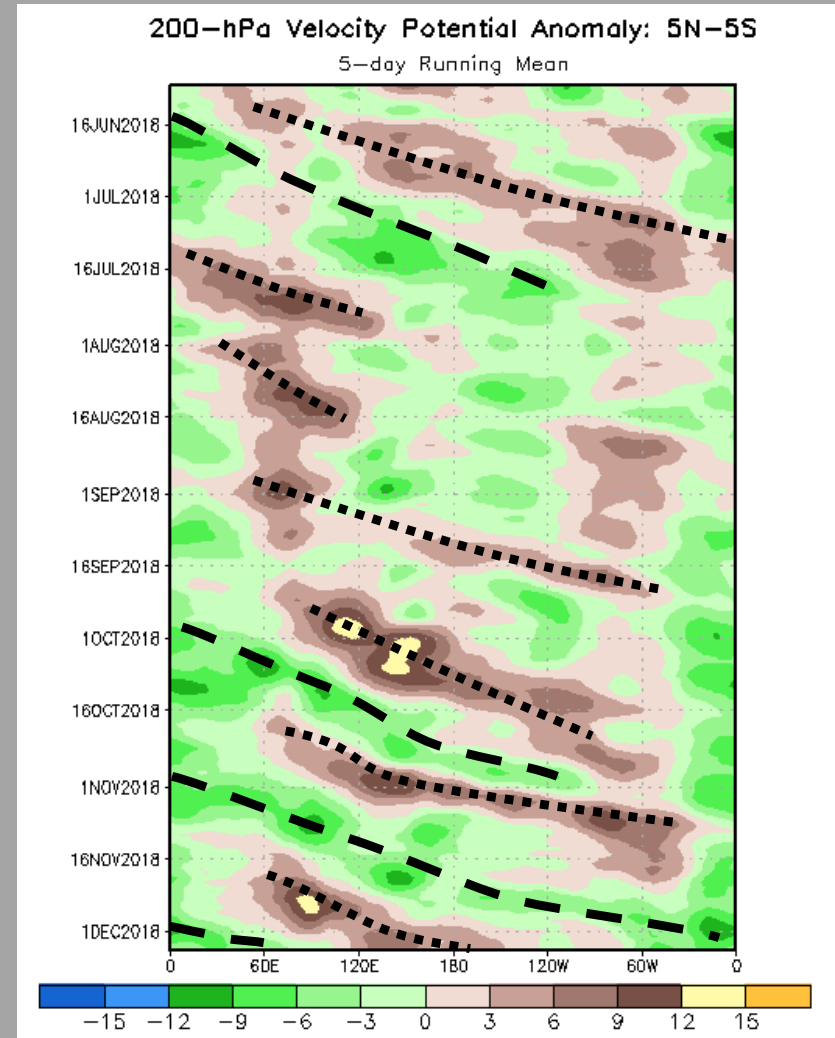 200-hPa Velocity Potential Anomaly: 5N-5S
5-day Running Mean
16JUN2018
1JUL2018
16JUL2018
1AUG2018
16AUG2018
1SEP2018
16SEP2018
1OCT2018
16OCT2018
1NOV2018
16NOV2018
1DEC2018
0 60E 120E 180 120W 60W 0
-15 -12 -9 -6 -3 0 3 6 9 12 15